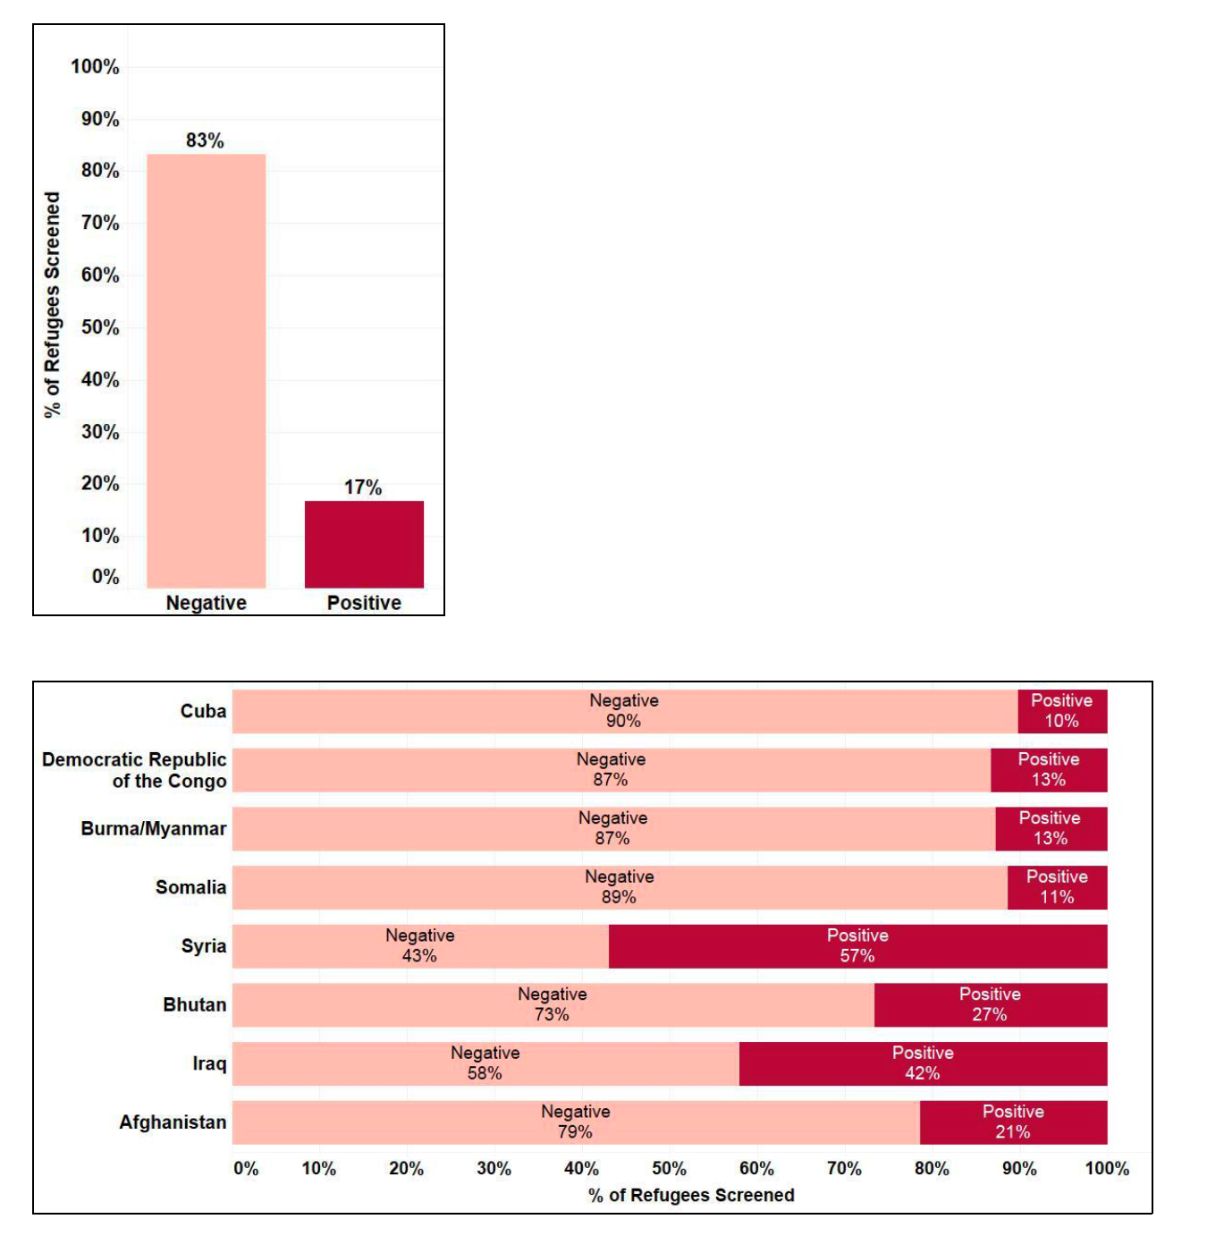 100%
90%
83%
80%
70%
60%
50%
40%
30%
20%
17%
10%
0%
% of Refugees Screened
Negative Positive
Cuba
Negative
90%
Positive
10%
Democratic Republic
of the Congo
Negative
87%
Positive
13%
Burma/Myanmar
Negative
87%
Positive
13%
Somalia
Negative
89%
Positive
11%
Syria
Negative
43%
Positive
57%
Bhutan
Negative
73%
Positive
27%
Iraq
Negative
58%
Positive
42%
Afghanistan
Negative
79%
Positive
21%
0% 10% 20% 30% 40% 50% 60% 70% 80% 90% 100%
% of Refugees Screened